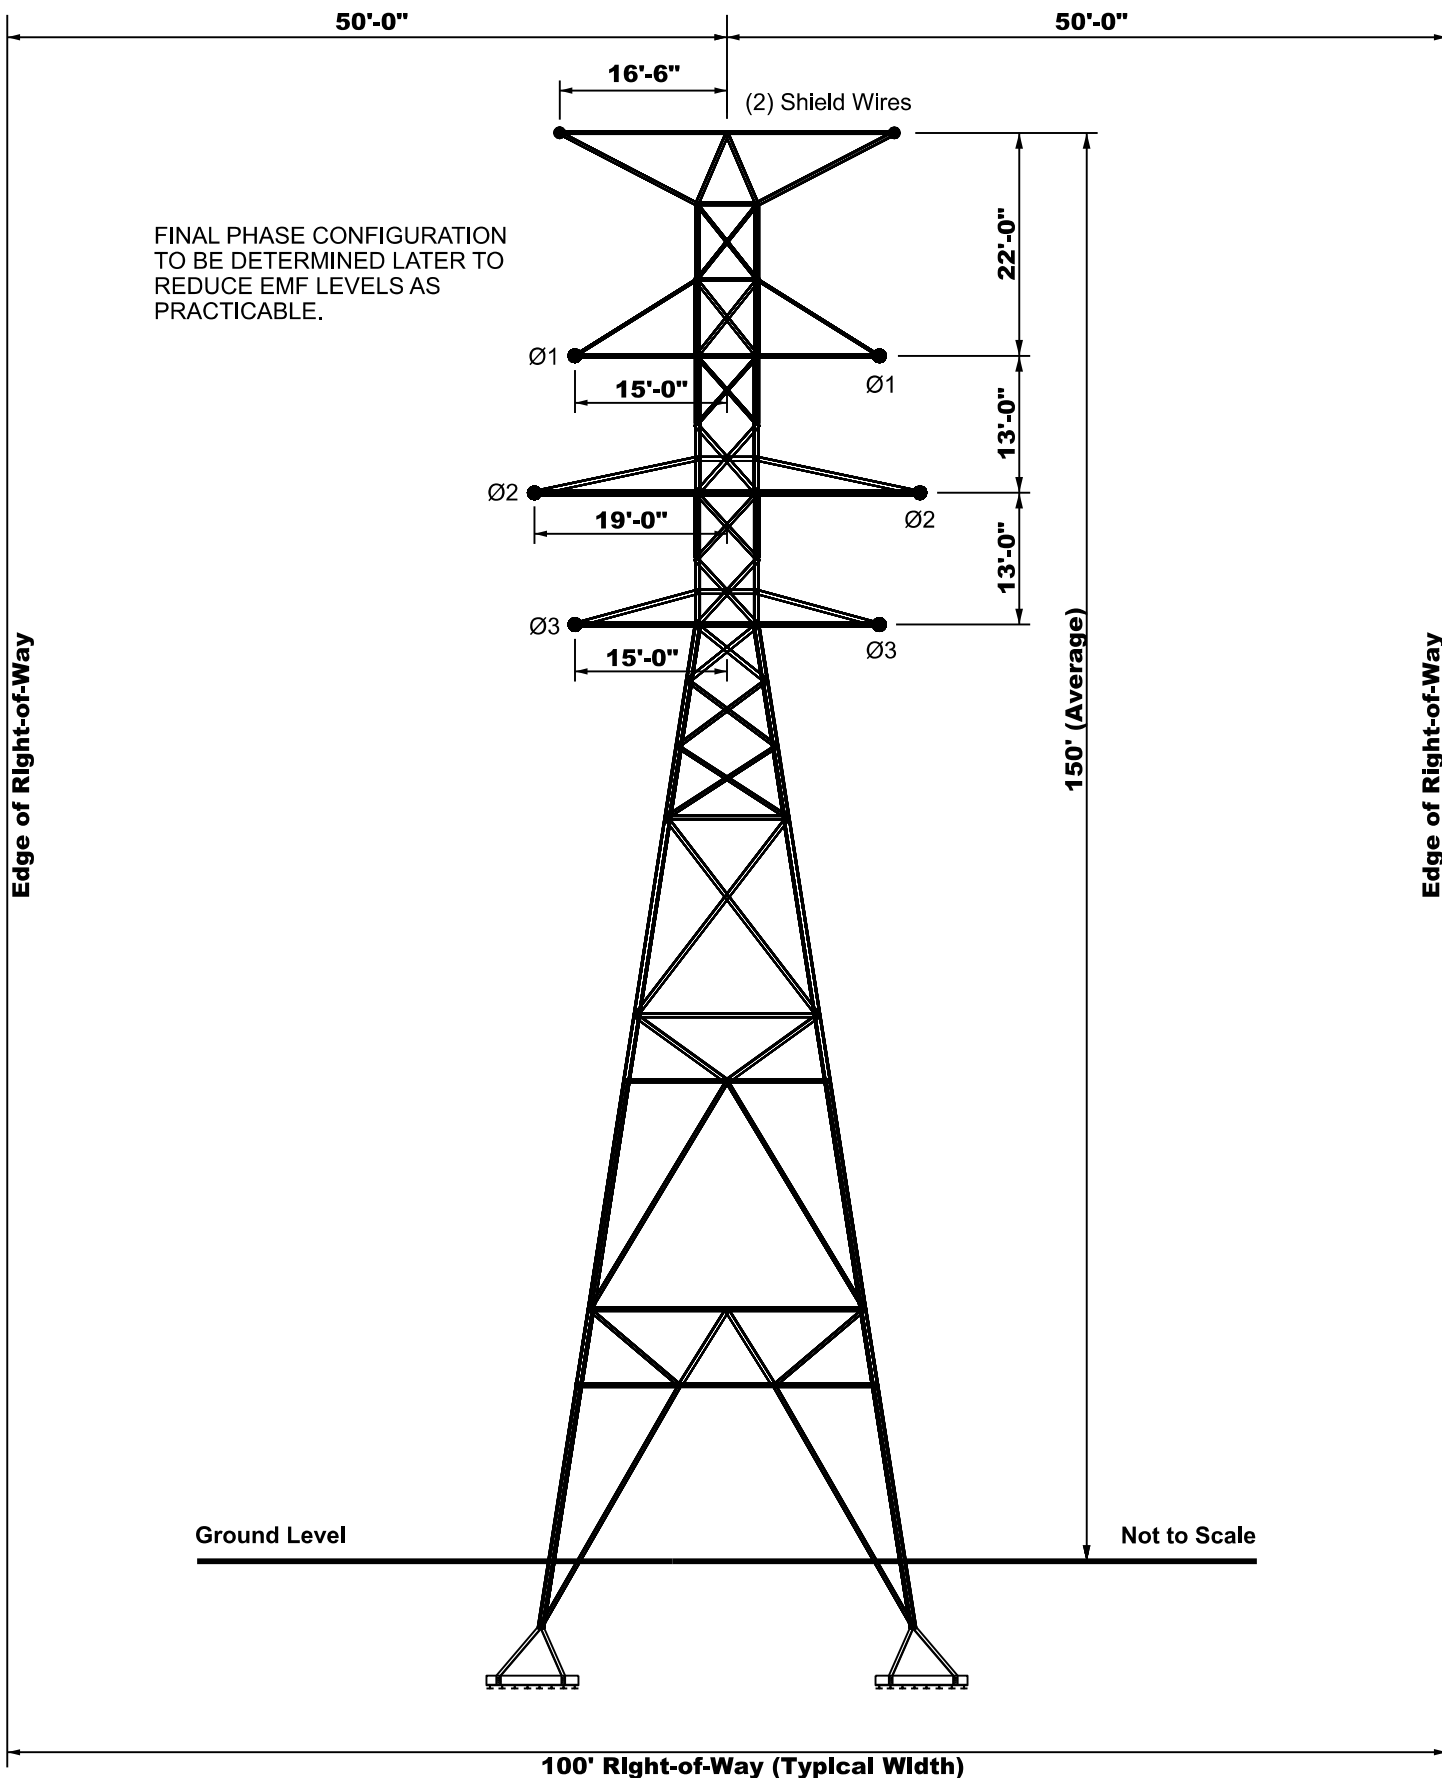 50'-0"
50'-0"
16'-6"
(2) Shield Wires
FINAL PHASE CONFIGURATION
TO BE DETERMINED LATER TO
REDUCE EMF LEVELS AS
PRACTICABLE.
22'-0"
Ø1
Ø1
15'-0"
13'-0"
Ø2
Ø2
19'-0"
13'-0"
Ø3
Ø3
15'-0"
150' (Average)
Edge of Right-of-Way
Edge of Right-of-Way
Ground Level
Not to Scale
100' Right-of-Way (Typical Width)